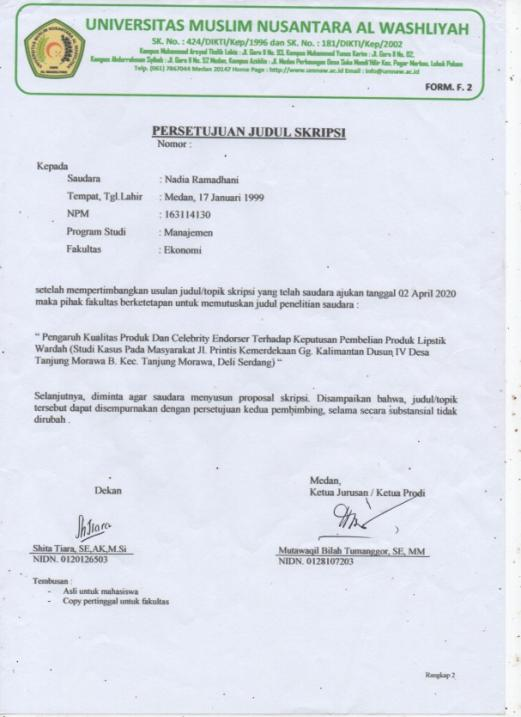 UNIVERSITAS MUSLIM NUSANTARA AL WASHLIYAH
SK. No. : 424/DIKTI/Kep/1996 dan SK. No. : 181/DIKTI/Kep/2002
Kampus Muhammad Arsyad Thalib Lubis : Jl. Garu II No. 93, Kampus Muhammad Yunus Karim : Jl. Garu II No. 02,
Kampus Abdurrahman Syihab : Jl. Garu II No. 52 Medan, Kampus Azizlin : Jl. Medan Perbaungan Desa Suka Mandi Hilir Kec. Pagar Merbau, Lubuk Pakam
Telp. (061) 7867044 Medan 20147 Home Page : http://www.umnaw.ac.id Email : info@umnaw.ac.id
FORM. F. 2
PERSETUJUAN JUDUL SKRIPSI
Nomor :
Kepada
Saudara : Nadia Ramadhani
Tempat, Tgl.Lahir : Medan, 17 Januari 1999
NPM : 163114130
Program Studi : Manajemen
Fakultas : Ekonomi
setelah mempertimbangkan usulan judul/topik skripsi yang telah saudara ajukan tanggal 02 April 2020
maka pihak fakultas berketetapan untuk memutuskan judul penelitian saudara :
“ Pengaruh Kualitas Produk Dan Celebrity Endorser Terhadap Keputusan Pembelian Produk Lipstik
Wardah (Studi Kasus Pada Masyarakat Jl. Printis Kemerdekaan Gg. Kalimantan Dusun IV Desa
Tanjung Morawa B. Kec. Tanjung Morawa, Deli Serdang) “
Selanjutnya, diminta agar saudara menyusun proposal skripsi. Disampaikan bahwa, judul/topik
tersebut dapat disempurnakan dengan persetujuan kedua pembimbing, selama secara substansial tidak
dirubah .
Dekan
Shita Tiara, SE,AK,M.Si
NIDN. 0120126503
Medan,
Ketua Jurusan / Ketua Prodi
Mutawaqil Bilah Tumanggor, SE, MM
NIDN. 0128107203
Tembusan :
- Asli untuk mahasiswa
- Copy pertinggal untuk fakultas
Rangkap 2